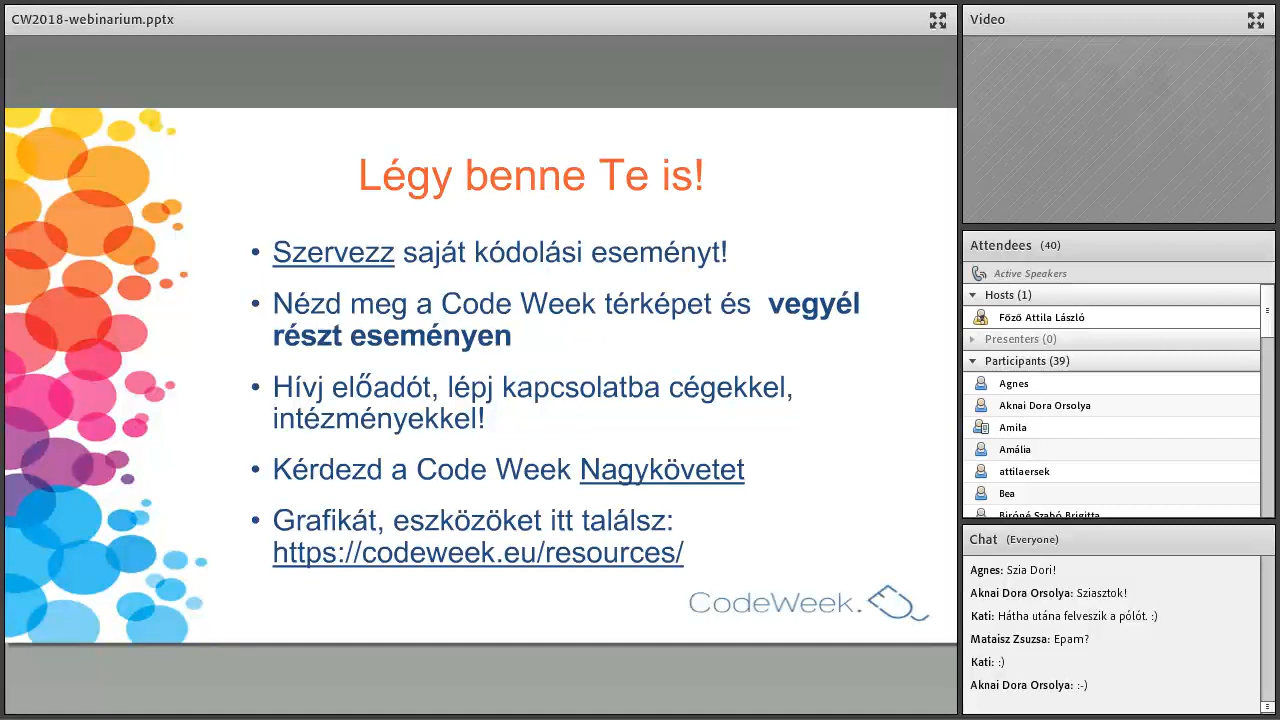 CW2018-webinarium.pptx
Légy benne Te is!
• Szervezz saját kódolási eseményt!
• Nézd meg a Code Week térképet és vegyél
részt eseményen
• Hívj előadót, lépj kapcsolatba cégekkel,
intézményekkel!
• Kérdezd a Code Week Nagykövetet
• Grafikát, eszközöket itt találsz:
https://codeweek.eu/resources/
CodeWeek.
Video
Attendees (40)
Active Speakers
Hosts (1)
Főző Attila László
Presenters (0)
Participants (39)
Agnes
Aknai Dora Orsolya
Amila
Amália
attilaersek
Bea
Biróné Szabó Brigitta
Chat (Everyone)
Agnes: Szia Dori!
Aknai Dora Orsolya: Sziasztok!
Kati: Hátha utána felveszik a pólót. :)
Mataisz Zsuzsa: Epam?
Kati: :)
Aknai Dora Orsolya: :-)